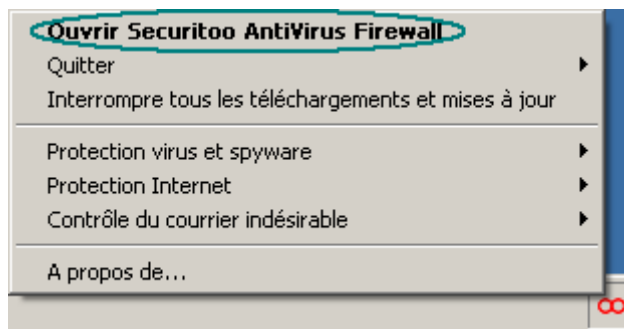 Ouvrir Securitoo AntiVirus Firewall
Quitter
Interrompre tous les téléchargements et mises à jour
Protection virus et spyware
Protection Internet
Contrôle du courrier indésirable
A propos de...